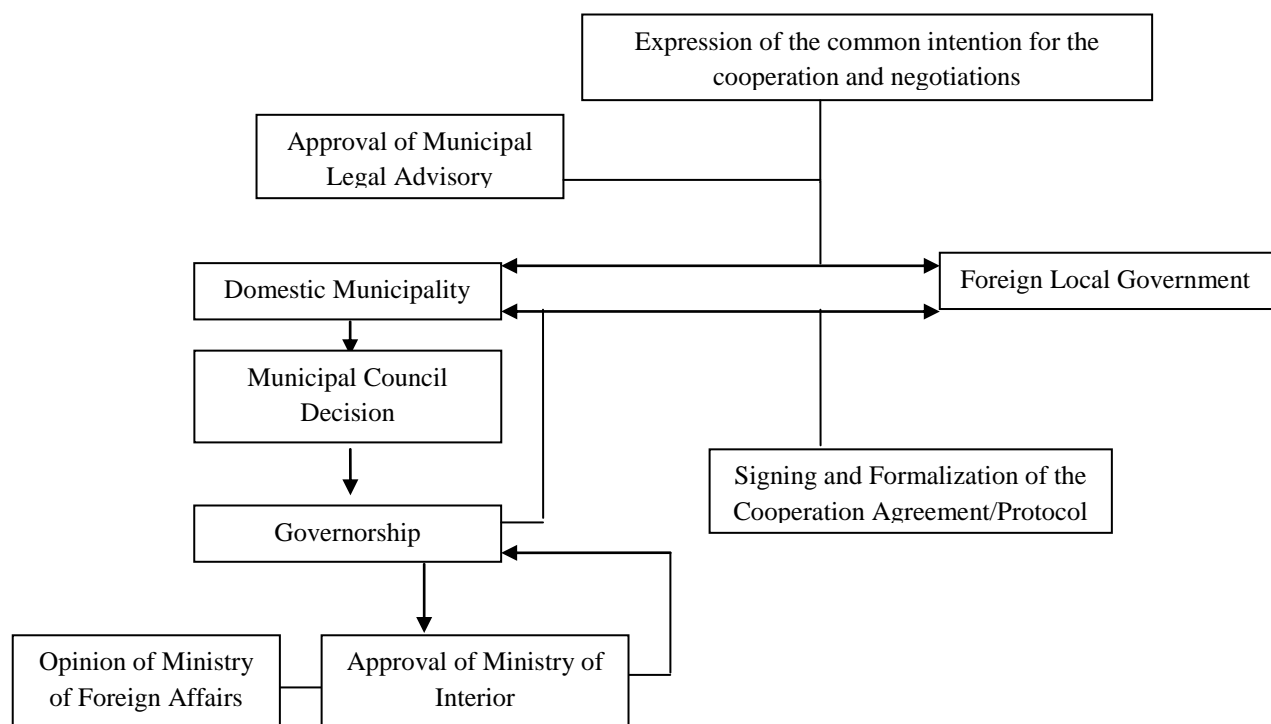 Expression of the common intention for the
cooperation and negotiations
Approval of Municipal
Legal Advisory
Domestic Municipality
Foreign Local Government
Municipal Council
Decision
Signing and Formalization of the
Cooperation Agreement/Protocol
Governorship
Opinion of Ministry
of Foreign Affairs
Approval of Ministry of
Interior